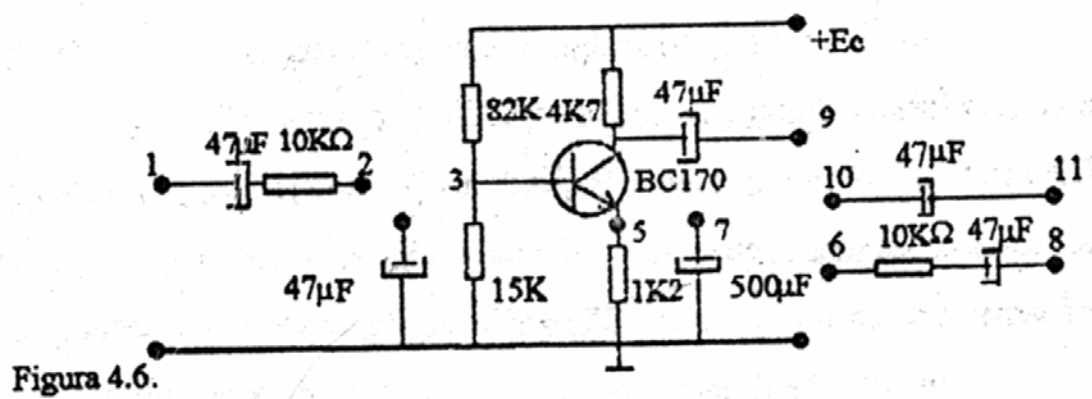 +Ec
82K
4K7
47µF
9
47µF
10KΩ
1
2
3
BC170
10
47µF
11
5
7
6
10KΩ
47µF
8
47µF
15K
1K2
500µF
Figura 4.6.